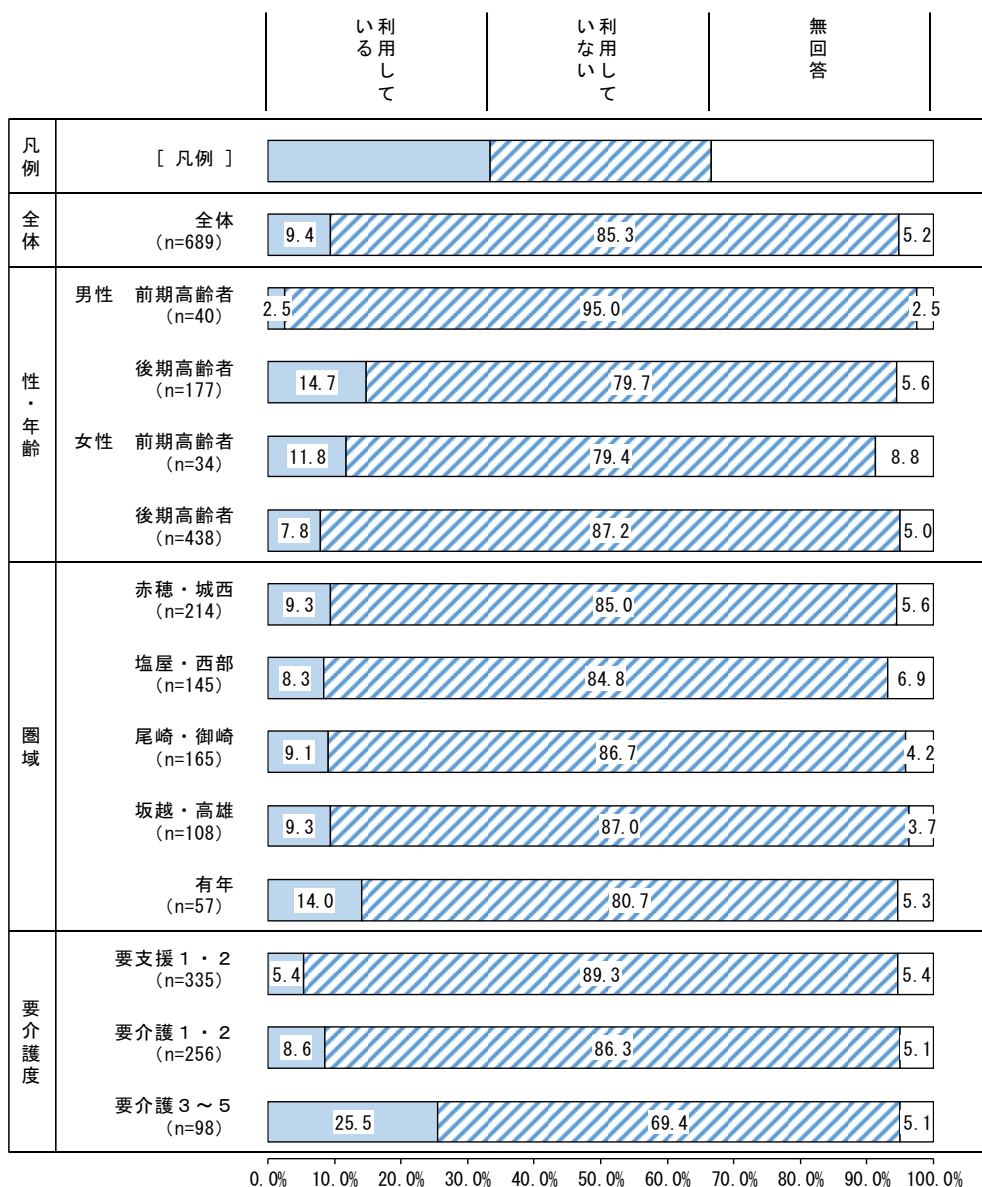 利用して
いる
利用して
いない
無回答
凡例
[ 凡例 ]
全体
全体
(n=689)
9.4
85.3
5.2
性・年齢
男性 前期高齢者
(n=40)
2.5
95.0
2.5
後期高齢者
(n=177)
14.7
79.7
5.6
女性 前期高齢者
(n=34)
11.8
79.4
8.8
後期高齢者
(n=438)
7.8
87.2
5.0
圏域
赤穂・城西
(n=214)
9.3
85.0
5.6
塩屋・西部
(n=145)
8.3
84.8
6.9
尾崎・御崎
(n=165)
9.1
86.7
4.2
坂越・高雄
(n=108)
9.3
87.0
3.7
有年
(n=57)
14.0
80.7
5.3
要介護度
要支援１・２
(n=335)
5.4
89.3
5.4
要介護１・２
(n=256)
8.6
86.3
5.1
要介護３～５
(n=98)
25.5
69.4
5.1
0.0% 10.0% 20.0% 30.0% 40.0% 50.0% 60.0% 70.0% 80.0% 90.0% 100.0%